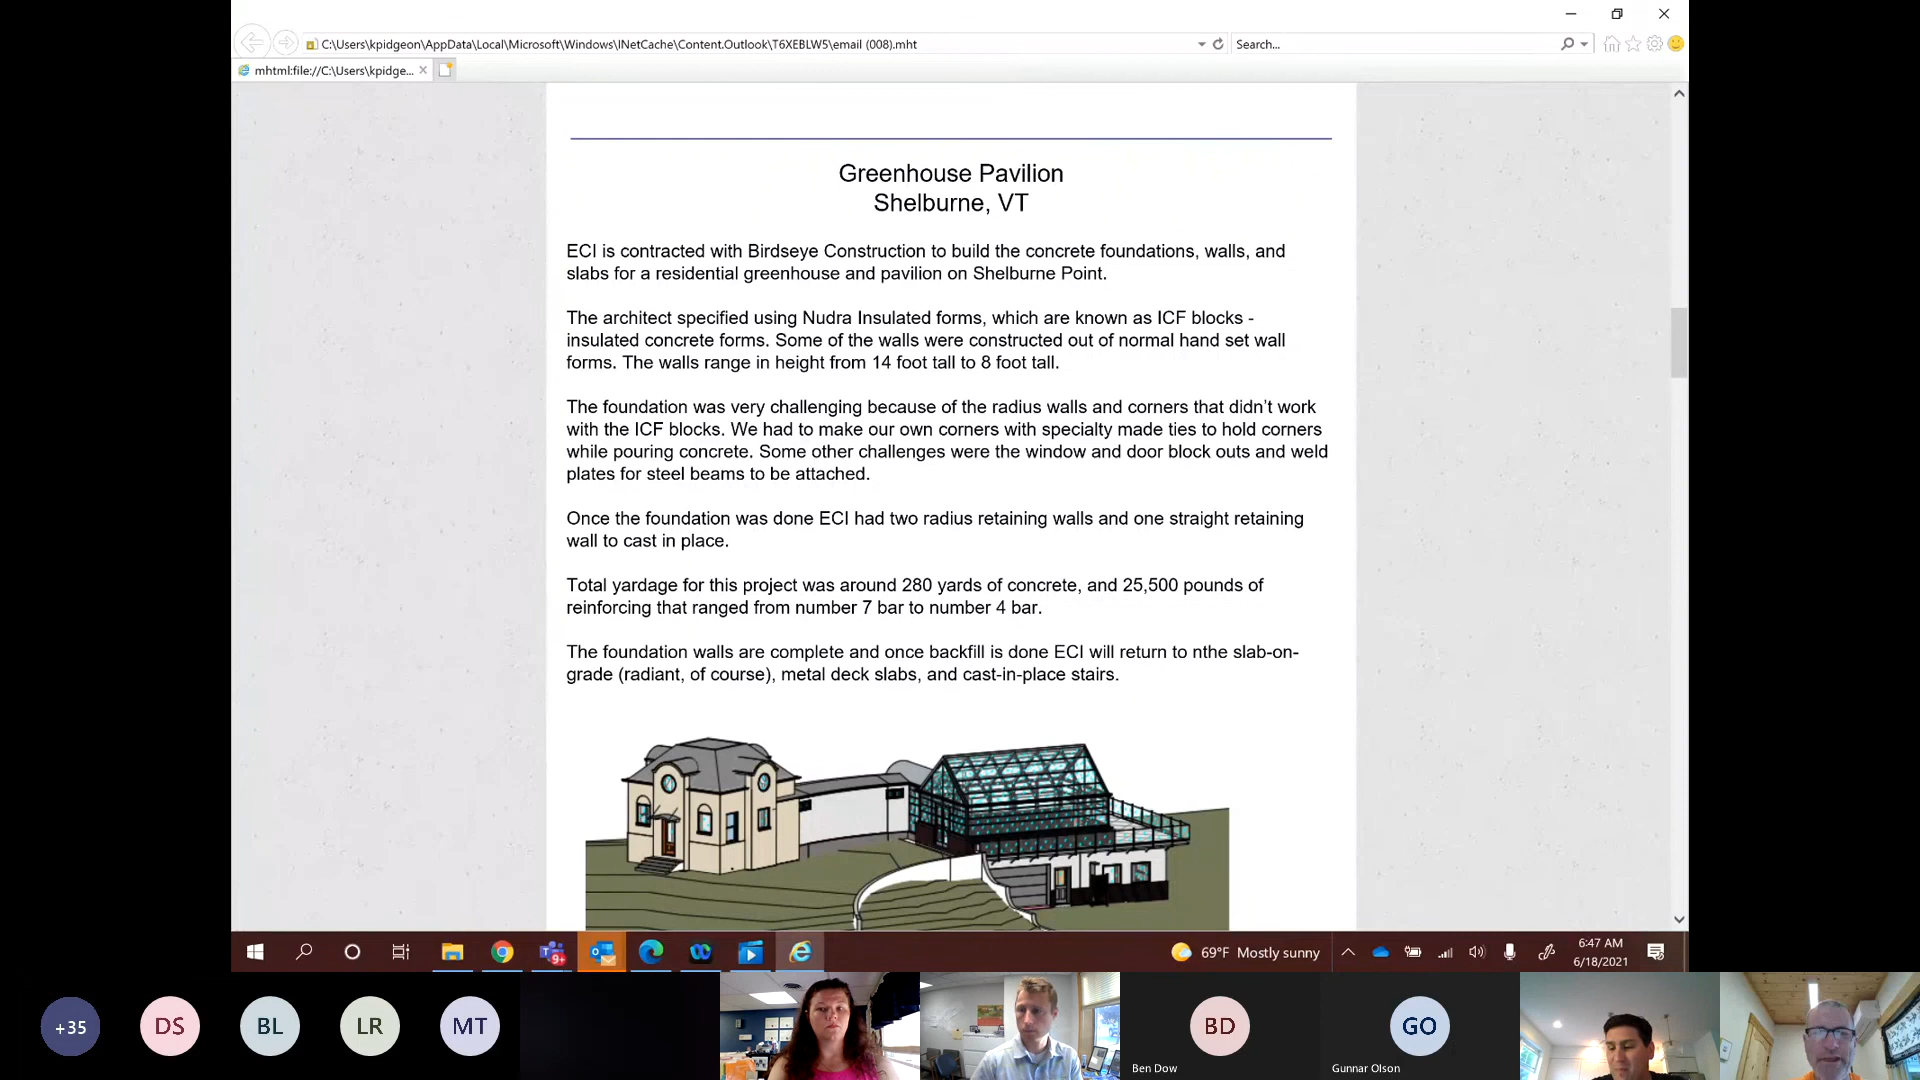 C:\Users\kpidgeon\AppData\Local\Microsoft\Windows\INetCache\Content.Outlook\T6XEBLW5\email (008).mht
Search...
mhtml:file://C:\Users\kpidge...
Greenhouse Pavilion
Shelburne, VT
ECI is contracted with Birdseye Construction to build the concrete foundations, walls, and
slabs for a residential greenhouse and pavilion on Shelburne Point.
The architect specified using Nudra Insulated forms, which are known as ICF blocks -
insulated concrete forms. Some of the walls were constructed out of normal hand set wall
forms. The walls range in height from 14 foot tall to 8 foot tall.
The foundation was very challenging because of the radius walls and corners that didn't work
with the ICF blocks. We had to make our own corners with specialty made ties to hold corners
while pouring concrete. Some other challenges were the window and door block outs and weld
plates for steel beams to be attached.
Once the foundation was done ECI had two radius retaining walls and one straight retaining
wall to cast in place.
Total yardage for this project was around 280 yards of concrete, and 25,500 pounds of
reinforcing that ranged from number 7 bar to number 4 bar.
The foundation walls are complete and once backfill is done ECI will return to nthe slab-on-
grade (radiant, of course), metal deck slabs, and cast-in-place stairs.
9+
69°F Mostly sunny
6:47 AM
6/18/2021
+35
DS
BL
LR
MT
BD
GO
Ben Dow
Gunnar Olson